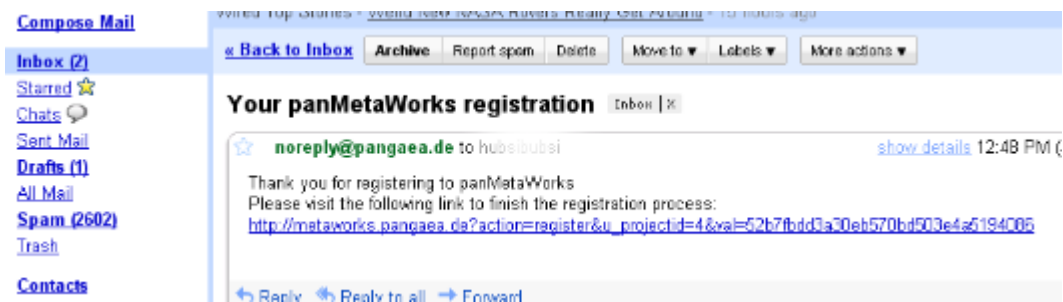 Wired Top Stories - Weird New NASA Rovers Really Get Around - 15 hours ago
Compose Mail
Inbox (2)
Starred
Chats
Sent Mail
Drafts (1)
All Mail
Spam (2602)
Trash
Contacts
« Back to Inbox Archive Report spam Delete Move to ▼ Labels ▼ More actions ▼
Your panMetaWorks registration Inbox | X
noreply@pangaea.de to hubsibubsi show details 12:48 PM (
Thank you for registering to panMetaWorks
Please visit the following link to finish the registration process:
http://metaworks.pangaea.de?action=register&u_projectid=4&val=52b7fbdd3a30eb570bd503e4a5194086
Reply Reply to all Forward